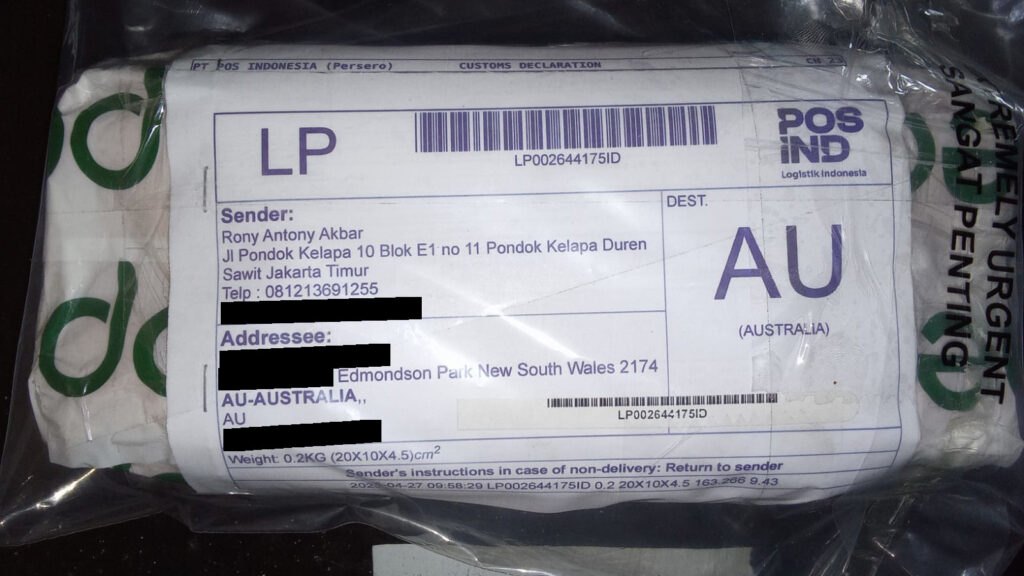 PT POS INDONESIA (Persero) CUSTOMS DECLARATION CN 23
LP
LP002644175ID
POS
IND
Logistik Indonesia
Sender:
Rony Antony Akbar
Jl Pondok Kelapa 10 Blok E1 no 11 Pondok Kelapa Duren
Sawit Jakarta Timur
Telp : 081213691255
DEST.
AU
(AUSTRALIA)
Addressee:
Edmondson Park New South Wales 2174
AU-AUSTRALIA,,
AU
LP002644175ID
Weight: 0.2KG (20X10X4.5)cm²
Sender's instructions in case of non-delivery: Return to sender
09:58:29 LP002644175ID 0.2 20X10X4.5 163.266 9.43
URGENT
SANGAT PENTING